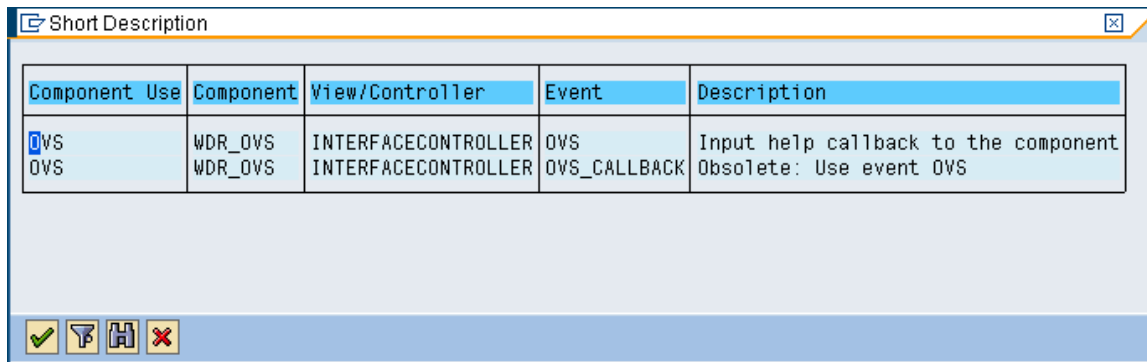 Short Description
Component Use Component View/Controller Event Description
OVS WDR_OVS INTERFACECONTROLLER OVS Input help callback to the component
OVS WDR_OVS INTERFACECONTROLLER OVS_CALLBACK Obsolete: Use event OVS